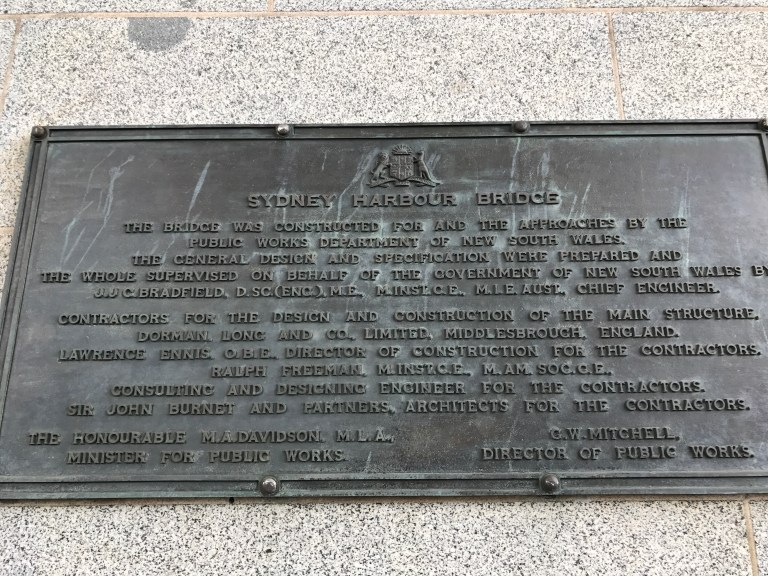 SYDNEY HARBOUR BRIDGE
THE BRIDGE WAS CONSTRUCTED FOR AND THE APPROACHES BY THE
PUBLIC WORKS DEPARTMENT OF NEW SOUTH WALES.
THE GENERAL DESIGN AND SPECIFICATION WERE PREPARED AND
THE WHOLE SUPERVISED ON BEHALF OF THE GOVERNMENT OF NEW SOUTH WALES BY
J.J.C.BRADFIELD, D.SC.(ENG.), M.E., M.INST.C.E., M.I.E.AUST., CHIEF ENGINEER.
CONTRACTORS FOR THE DESIGN AND CONSTRUCTION OF THE MAIN STRUCTURE.
DORMAN, LONG AND CO., LIMITED, MIDDLESBROUGH, ENGLAND.
LAWRENCE ENNIS, O.B.E., DIRECTOR OF CONSTRUCTION FOR THE CONTRACTORS.
RALPH FREEMAN, M.INST.C.E., M.AM.SOC.C.E.,
CONSULTING AND DESIGNING ENGINEER FOR THE CONTRACTORS.
SIR JOHN BURNET AND PARTNERS, ARCHITECTS FOR THE CONTRACTORS.
THE HONOURABLE M.A.DAVIDSON, M.L.A.,
MINISTER FOR PUBLIC WORKS.
G.W.MITCHELL,
DIRECTOR OF PUBLIC WORKS.